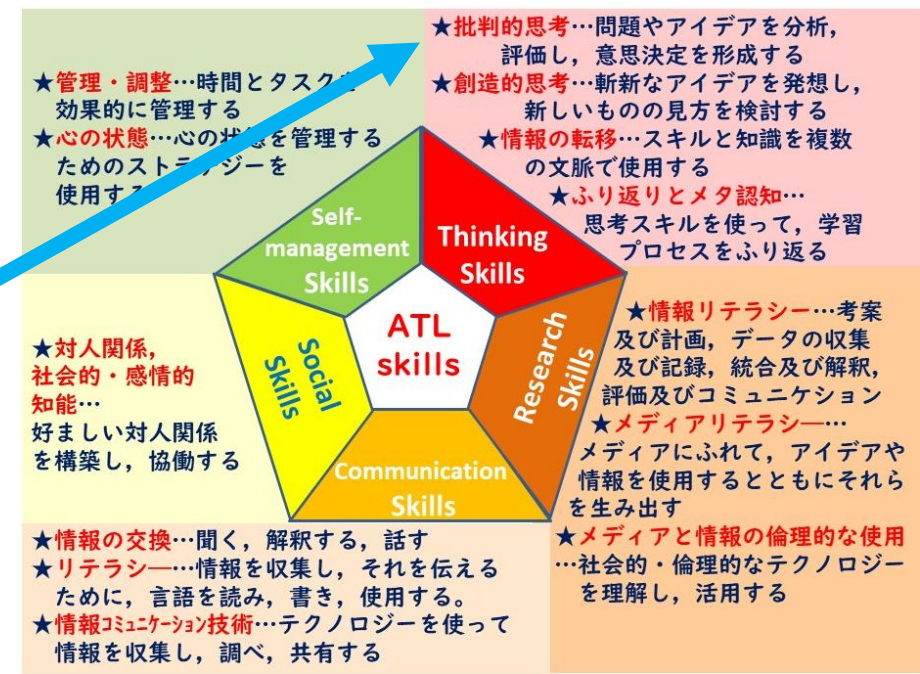 ★管理・調整…時間とタスクを
効果的に管理する
★心の状態…心の状態を管理する
ためのストラテジーを
使用する
★批判的思考…問題やアイデアを分析，
評価し，意思決定を形成する
★創造的思考…斬新なアイデアを発想し，
新しいものの見方を検討する
★情報の転移…スキルと知識を複数
の文脈で使用する
★ふり返りとメタ認知…
思考スキルを使って，学習
プロセスをふり返る
Self-
management
Skills
Thinking
Skills
ATL
skills
Social
Skills
Research
Skills
Communication
Skills
★対人関係，
社会的・感情的
知能…
好ましい対人関係
を構築し，協働する
★情報リテラシー…考案
及び計画，データの収集
及び記録，統合及び解釈，
評価及びコミュニケション
★メディアリテラシー…
メディアにふれて，アイデアや
情報を使用するとともにそれら
を生み出す
★メディアと情報の倫理的な使用
…社会的・倫理的なテクノロジー
を理解し，活用する
★情報の交換…聞く，解釈する，話す
★リテラシー…情報を収集し，それを伝える
ために，言語を読み，書き，使用する。
★情報コミュニケーション技術…テクノロジーを使って
情報を収集し，調べ，共有する